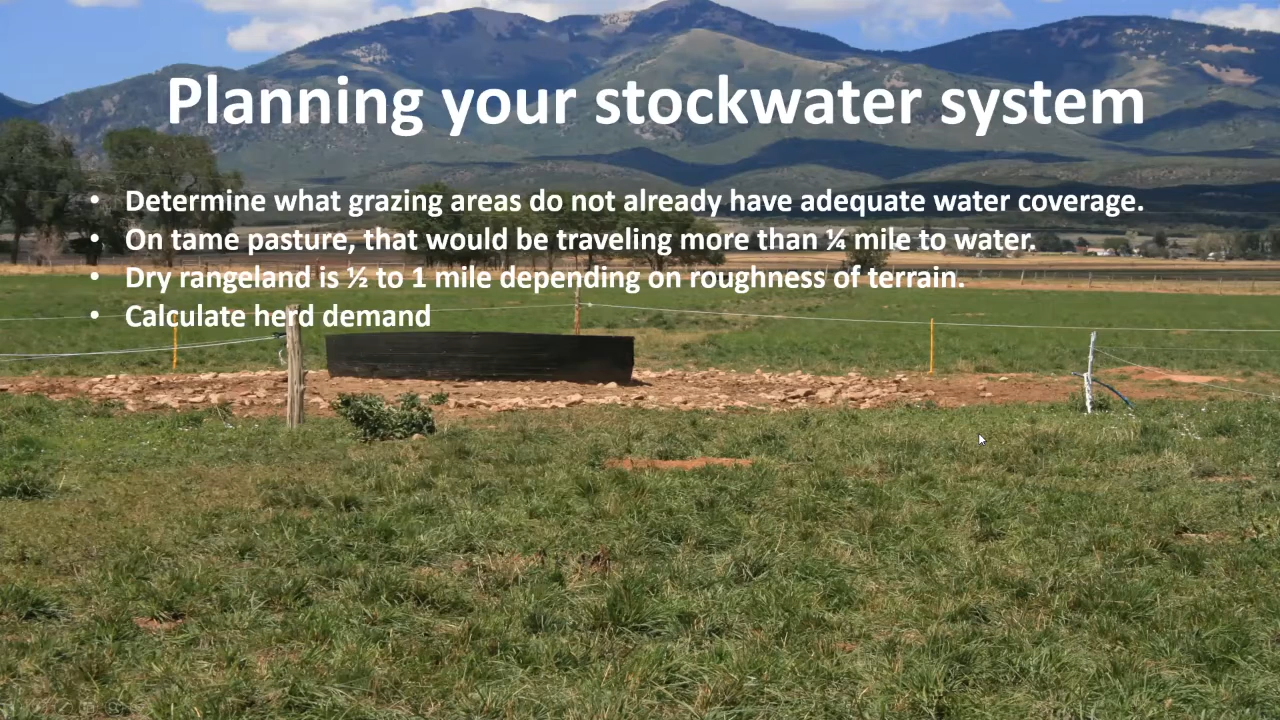 Planning your stockwater system
• Determine what grazing areas do not already have adequate water coverage.
• On tame pasture, that would be traveling more than ¼ mile to water.
• Dry rangeland is ½ to 1 mile depending on roughness of terrain.
• Calculate herd demand